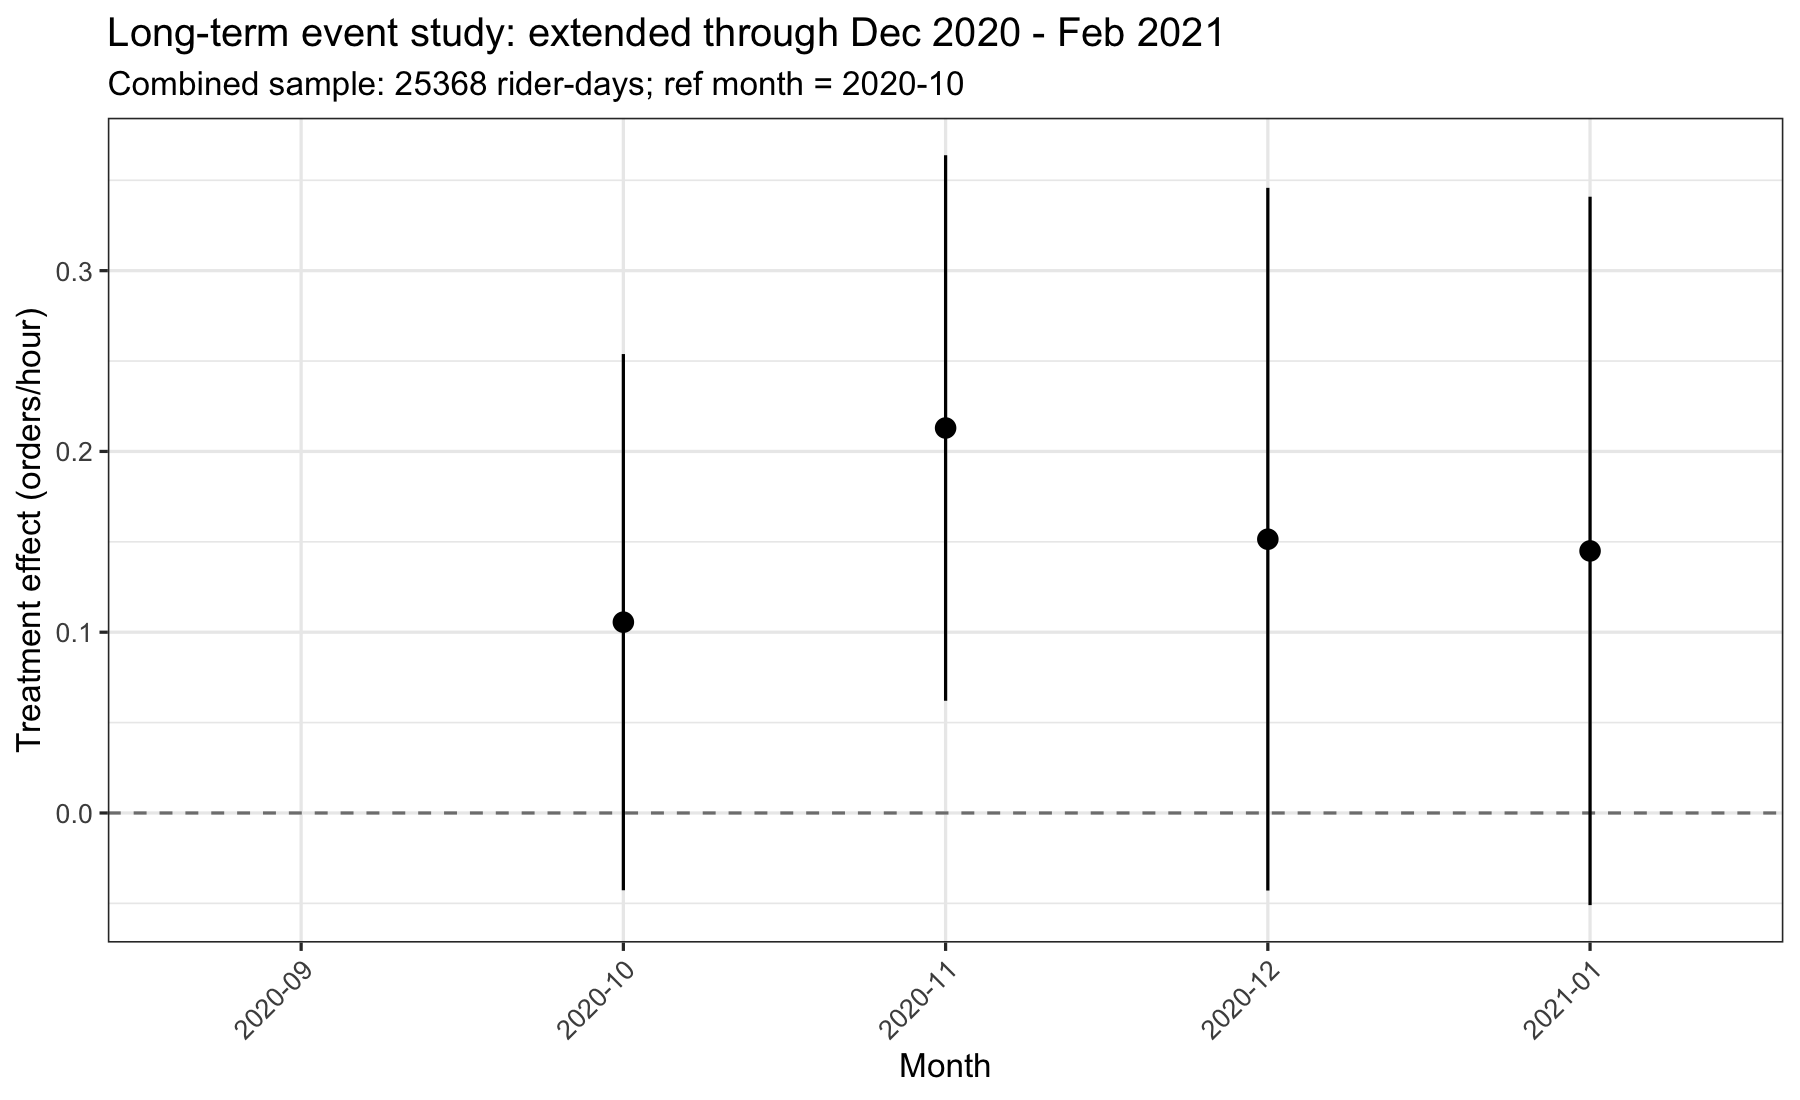 Long-term event study: extended through Dec 2020 - Feb 2021
Combined sample: 25368 rider-days; ref month = 2020-10
Treatment effect (orders/hour)
0.3
0.2
0.1
0.0
2020-09
2020-10
2020-11
2020-12
2021-01
Month